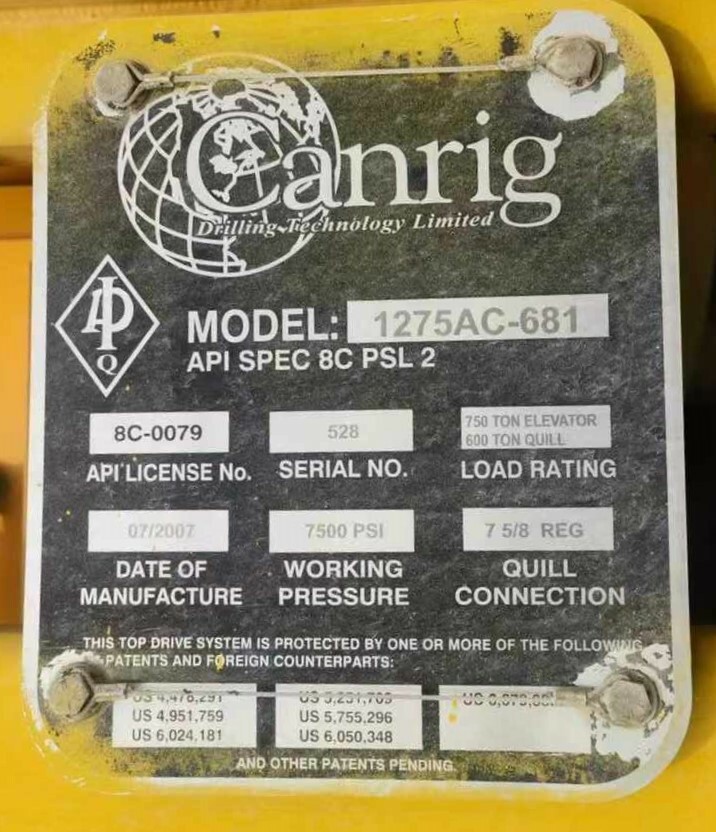 Canrig
Drilling Technology Limited
API
Q
MODEL: 1275AC-681
API SPEC 8C PSL 2
8C-0079 528 750 TON ELEVATOR
600 TON QUILL
API LICENSE No. SERIAL NO. LOAD RATING
07/2007 7500 PSI 7 5/8 REG
DATE OF WORKING QUILL
MANUFACTURE PRESSURE CONNECTION
THIS TOP DRIVE SYSTEM IS PROTECTED BY ONE OR MORE OF THE FOLLOWING
PATENTS AND FOREIGN COUNTERPARTS:
US 4,951,759 US 5,755,296
US 6,024,181 US 6,050,348
AND OTHER PATENTS PENDING.